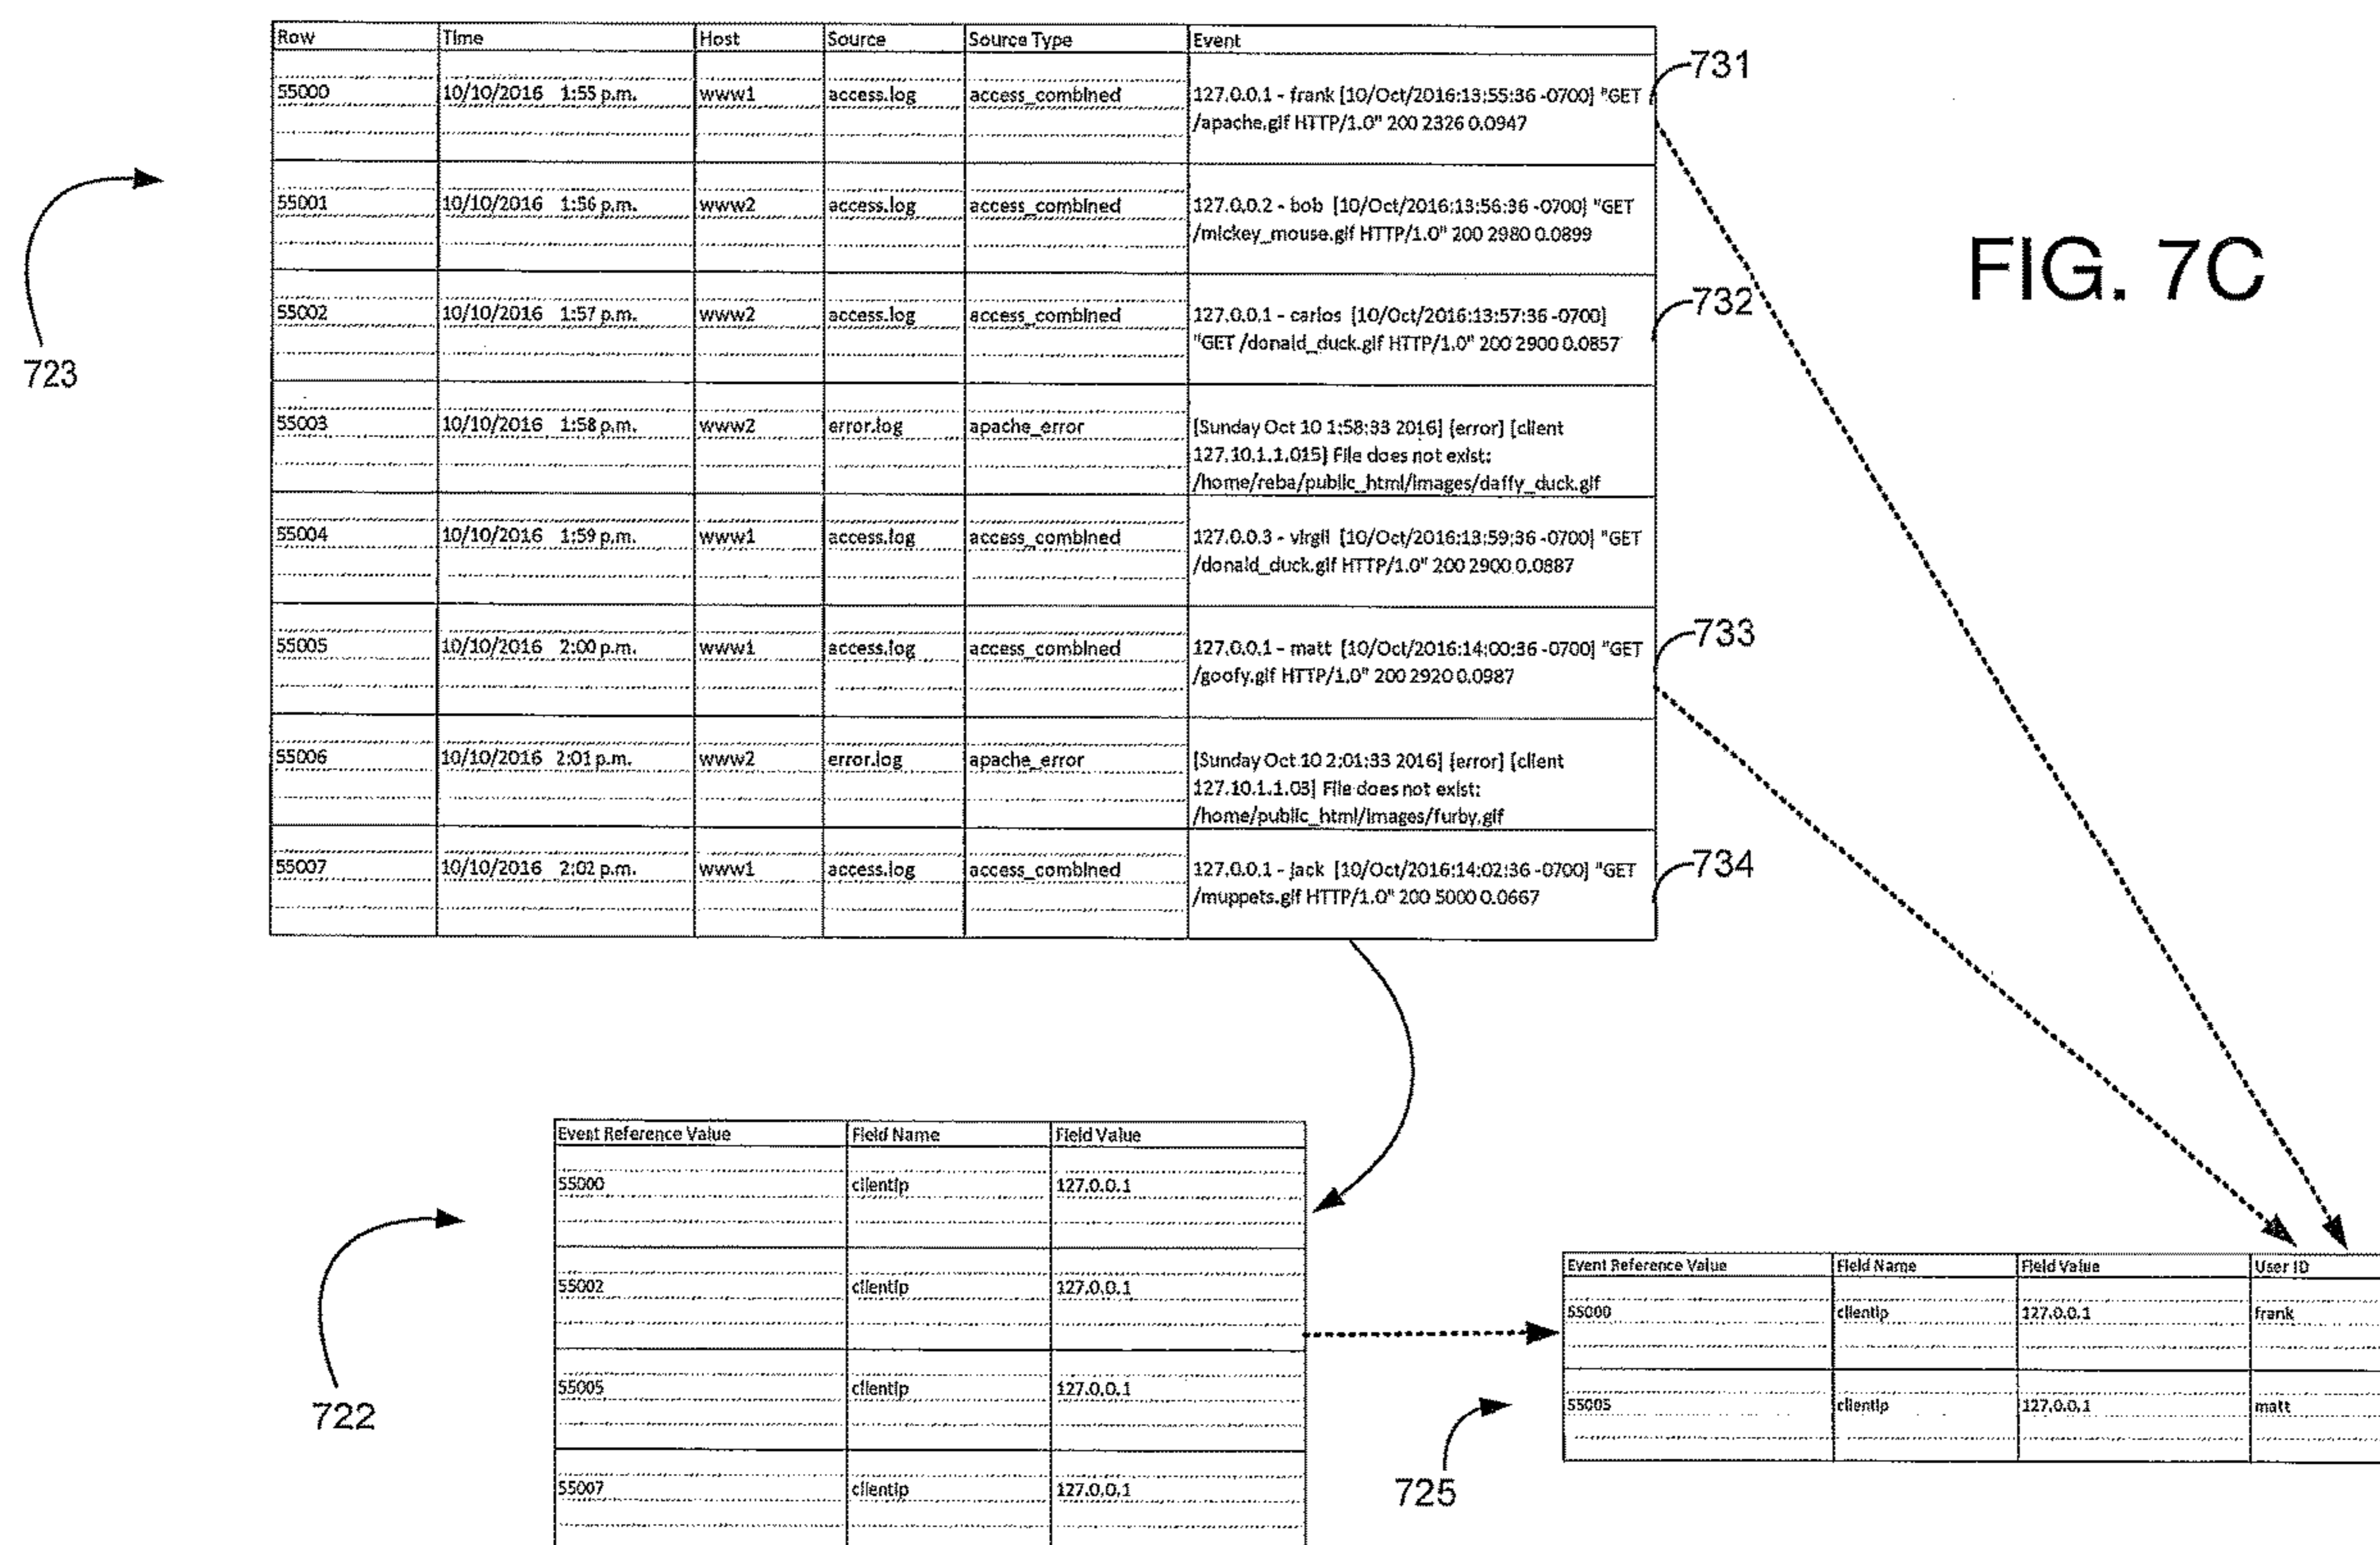 Row Time Host Source Source Type Event
731
55000 10/10/2016 1:55 p.m. www1 access.log access_combined 127.0.0.1 - frank [10/Oct/2016:13:55:36 -0700] "GET
/apache.gif HTTP/1.0" 200 2326 0.0947
55001 10/10/2016 1:56 p.m. www2 access.log access_combined 127.0.0.2 - bob [10/Oct/2016:13:56:36 -0700] "GET
/mickey_mouse.gif HTTP/1.0" 200 2980 0.0899
FIG. 7C
732
55002 10/10/2016 1:57 p.m. www2 access.log access_combined 127.0.0.1 - carlos [10/Oct/2016:13:57:36 -0700]
"GET /donald_duck.gif HTTP/1.0" 200 2900 0.0857
723
55003 10/10/2016 1:58 p.m. www2 error.log apache_error [Sunday Oct 10 1:58:33 2016] [error] [client
127.10.1.1.015] File does not exist:
/home/reba/public_html/images/daffy_duck.gif
55004 10/10/2016 1:59 p.m. www1 access.log access_combined 127.0.0.3 - virgil [10/Oct/2016:13:59:36 -0700] "GET
/donald_duck.gif HTTP/1.0" 200 2900 0.0887
733
55005 10/10/2016 2:00 p.m. www1 access.log access_combined 127.0.0.1 - matt [10/Oct/2016:14:00:36 -0700] "GET
/goofy.gif HTTP/1.0" 200 2920 0.0987
55006 10/10/2016 2:01 p.m. www2 error.log apache_error [Sunday Oct 10 2:01:33 2016] [error] [client
127.10.1.1.03] File does not exist:
/home/public_html/images/furby.gif
734
55007 10/10/2016 2:02 p.m. www1 access.log access_combined 127.0.0.1 - jack [10/Oct/2016:14:02:36 -0700] "GET
/muppets.gif HTTP/1.0" 200 5000 0.0667
Event Reference Value Field Name Field Value
55000 clientip 127.0.0.1
55002 clientip 127.0.0.1
55005 clientip 127.0.0.1
55007 clientip 127.0.0.1
722
Event Reference Value Field Name Field Value User ID
55000 clientip 127.0.0.1 frank
55005 clientip 127.0.0.1 matt
725